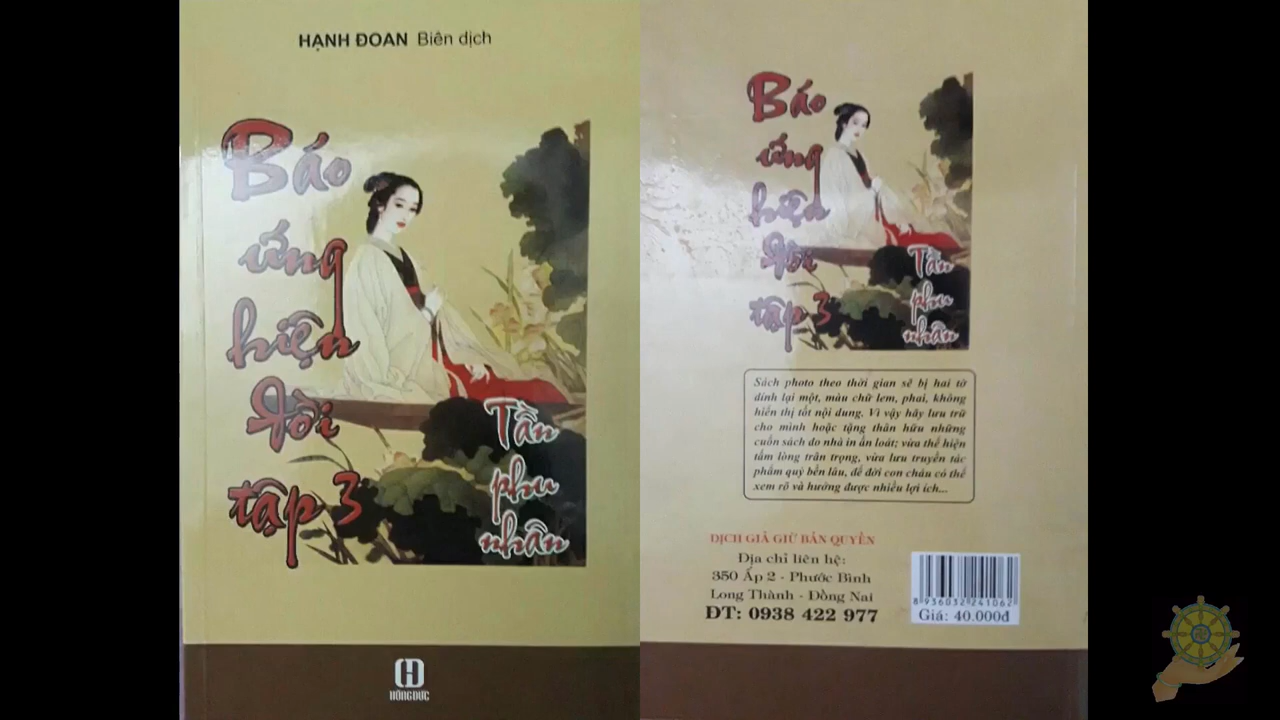 HẠNH ĐOAN Biên dịch
Báo
ứng
hiện
đời
tập 3
Tần
phu
nhân
HỒNG ĐỨC
Báo
ứng
hiện
đời
tập 3
Tần
phu
nhân
Sách photo theo thời gian sẽ bị hai tờ
dính lại một, màu chữ lem, phai, không
hiển thị tốt nội dung. Vì vậy hãy lưu trữ
cho mình hoặc tặng thân hữu những
cuốn sách do nhà in ấn loát; vừa thể hiện
tấm lòng trân trọng, vừa lưu truyền tác
phẩm quý bền lâu, để đời con cháu có thể
xem rõ và hưởng được nhiều lợi ích...
DỊCH GIẢ GIỮ BẢN QUYỀN
Địa chỉ liên hệ:
350 Ấp 2 - Phước Bình
Long Thành - Đồng Nai
ĐT: 0938 422 977
8 936032 241062
Giá: 40.000đ